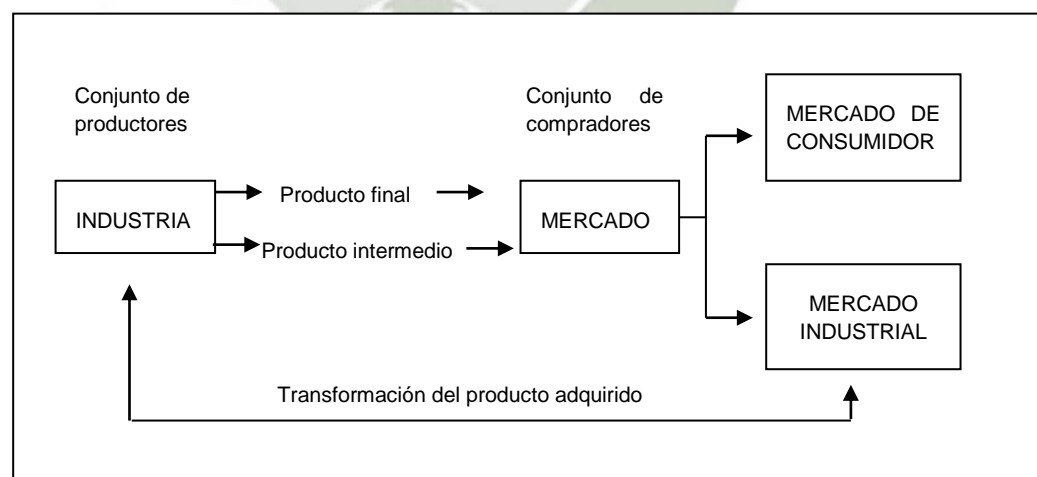 Conjunto de
productores
Conjunto de
compradores
MERCADO DE
CONSUMIDOR
Producto final
INDUSTRIA
MERCADO
Producto intermedio
MERCADO
INDUSTRIAL
Transformación del producto adquirido